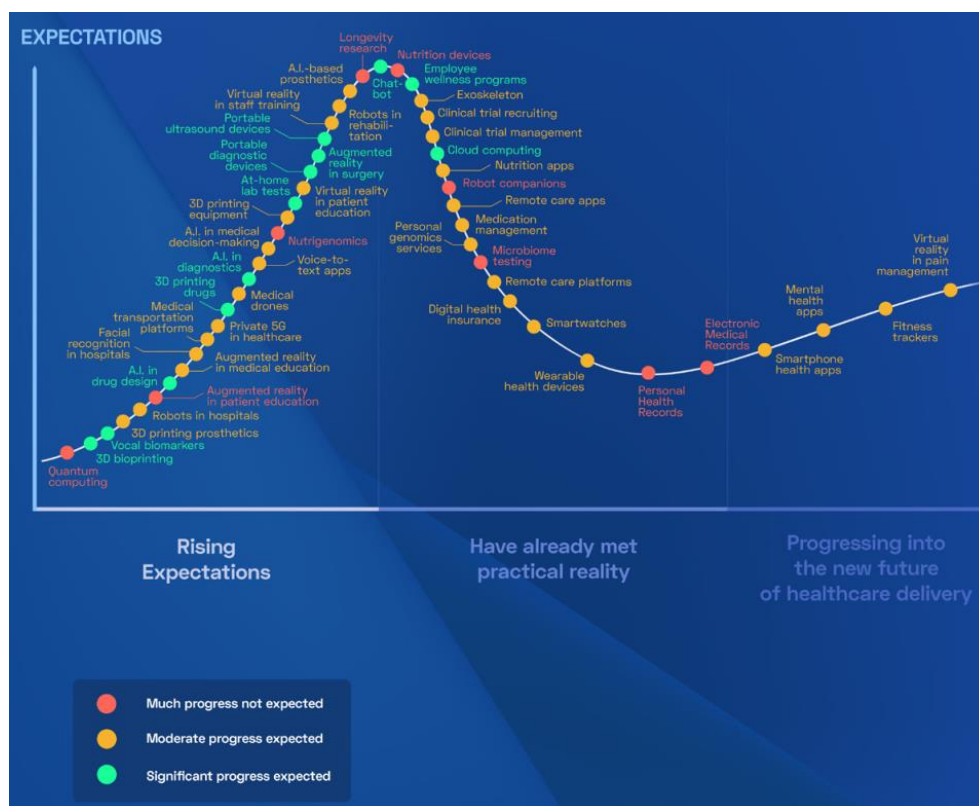 EXPECTATIONS
Longevity
research
Nutrition devices
A.I.-based
prosthetics
Chat-
bot
Employee
wellness programs
Virtual reality
in staff training
Exoskeleton
Portable
ultrasound devices
Robots in
rehabili-
tation
Clinical trial recruiting
Clinical trial management
Portable
diagnostic
devices
Augmented
reality
in surgery
Cloud computing
Nutrition apps
At-home
lab tests
Virtual reality
in patient
education
Robot companions
3D printing
equipment
Remote care apps
A.I. in medical
decision-making
Nutrigenomics
Medication
management
Personal
genomics
services
A.I. in
diagnostics
Voice-to-
text apps
Microbiome
testing
3D printing
drugs
Medical
drones
Remote care platforms
Medical
transportation
platforms
Private 5G
in healthcare
Digital health
insurance
Smartwatches
Facial
recognition
in hospitals
Augmented reality
in medical education
A.I. in
drug design
Augmented reality
in patient education
Wearable
health devices
Robots in hospitals
3D printing prosthetics
Vocal biomarkers
3D bioprinting
Quantum
computing
Personal
Health
Records
Electronic
Medical
Records
Smartphone
health apps
Mental
health
apps
Fitness
trackers
Virtual
reality
in pain
management
Rising
Expectations
Have already met
practical reality
Progressing into
the new future
of healthcare delivery
Much progress not expected
Moderate progress expected
Significant progress expected